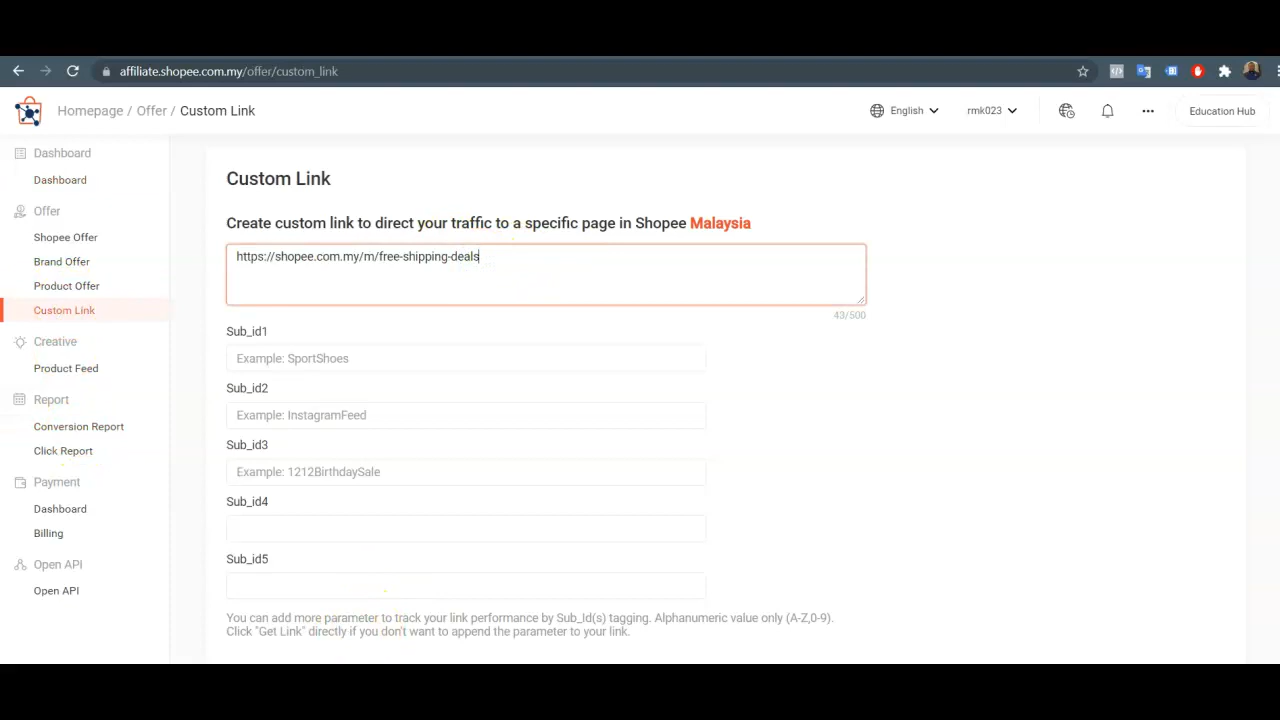 affiliate.shopee.com.my/offer/custom_link
Homepage / Offer / Custom Link
English
rmk023
Education Hub
Dashboard
Dashboard
Offer
Shopee Offer
Brand Offer
Product Offer
Custom Link
Creative
Product Feed
Report
Conversion Report
Click Report
Payment
Dashboard
Billing
Open API
Open API
Custom Link
Create custom link to direct your traffic to a specific page in Shopee Malaysia
https://shopee.com.my/m/free-shipping-deals
43/500
Sub_id1
Example: SportShoes
Sub_id2
Example: InstagramFeed
Sub_id3
Example: 1212BirthdaySale
Sub_id4
Sub_id5
You can add more parameter to track your link performance by Sub_Id(s) tagging. Alphanumeric value only (A-Z,0-9).
Click "Get Link" directly if you don't want to append the parameter to your link.